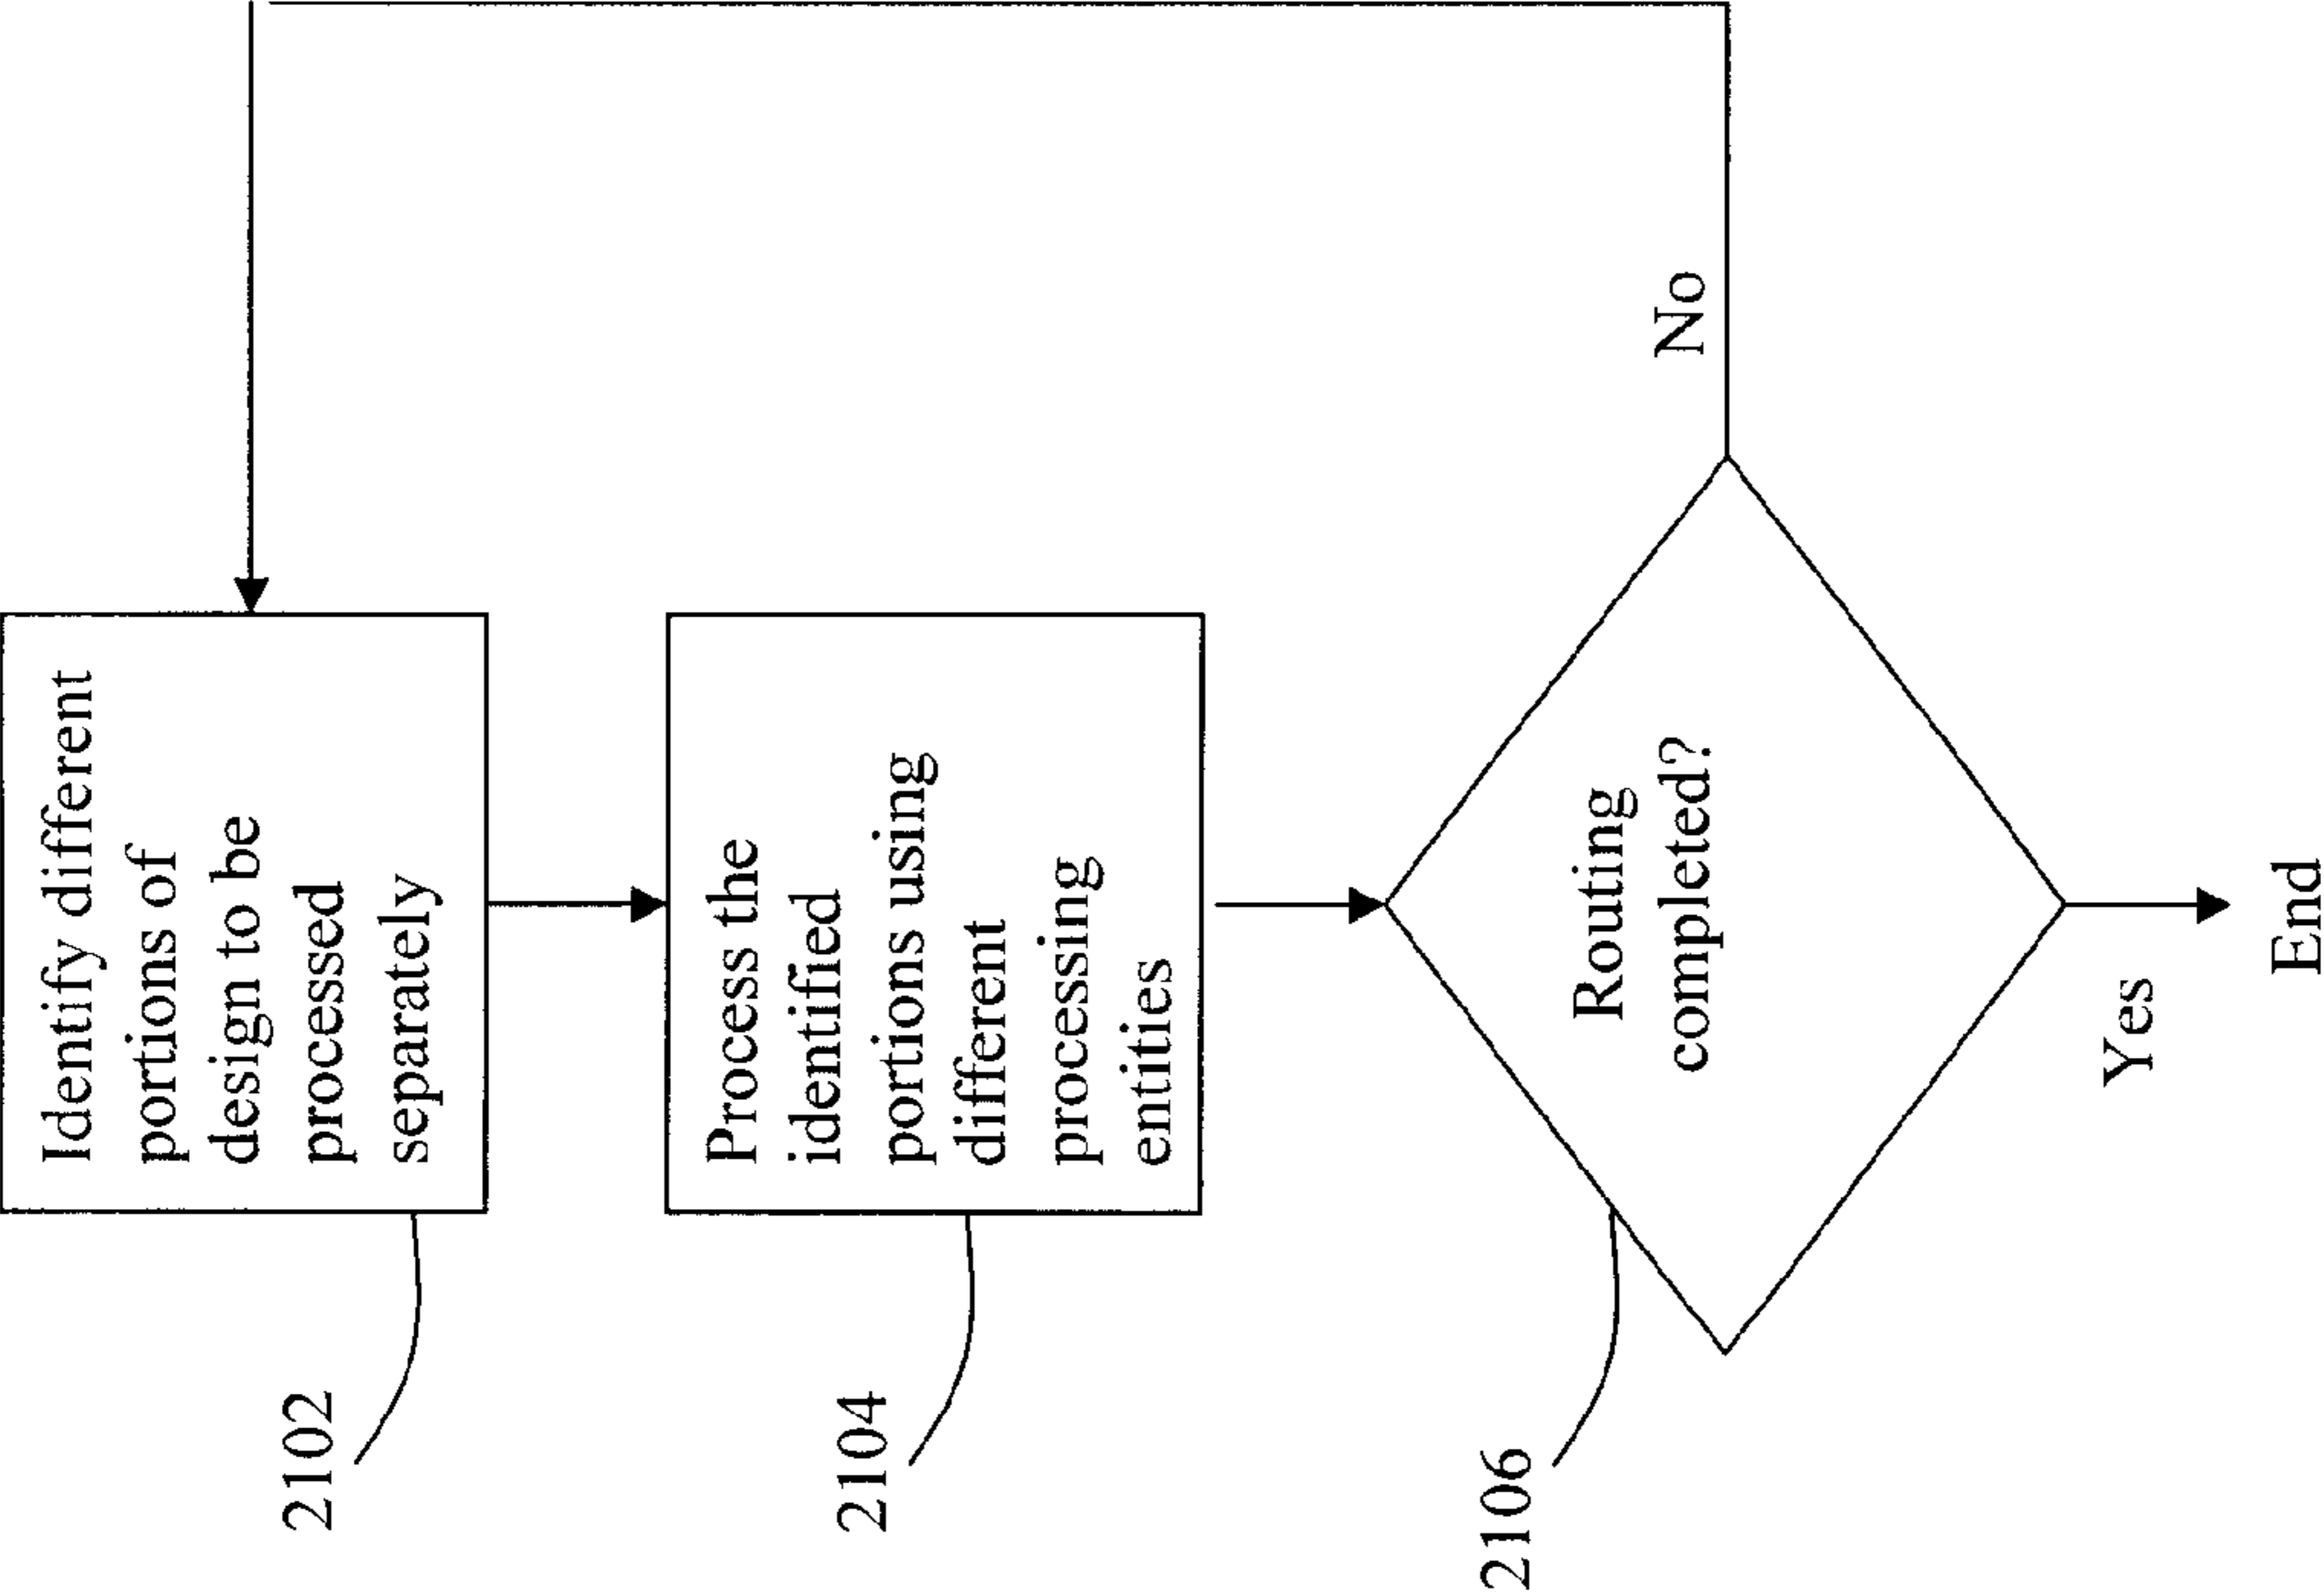 Identify different
portions of
design to be
processed
separately
2102
Process the
identified
portions using
different
processing
entities
2104
Routing
completed?
2106
No
Yes
End